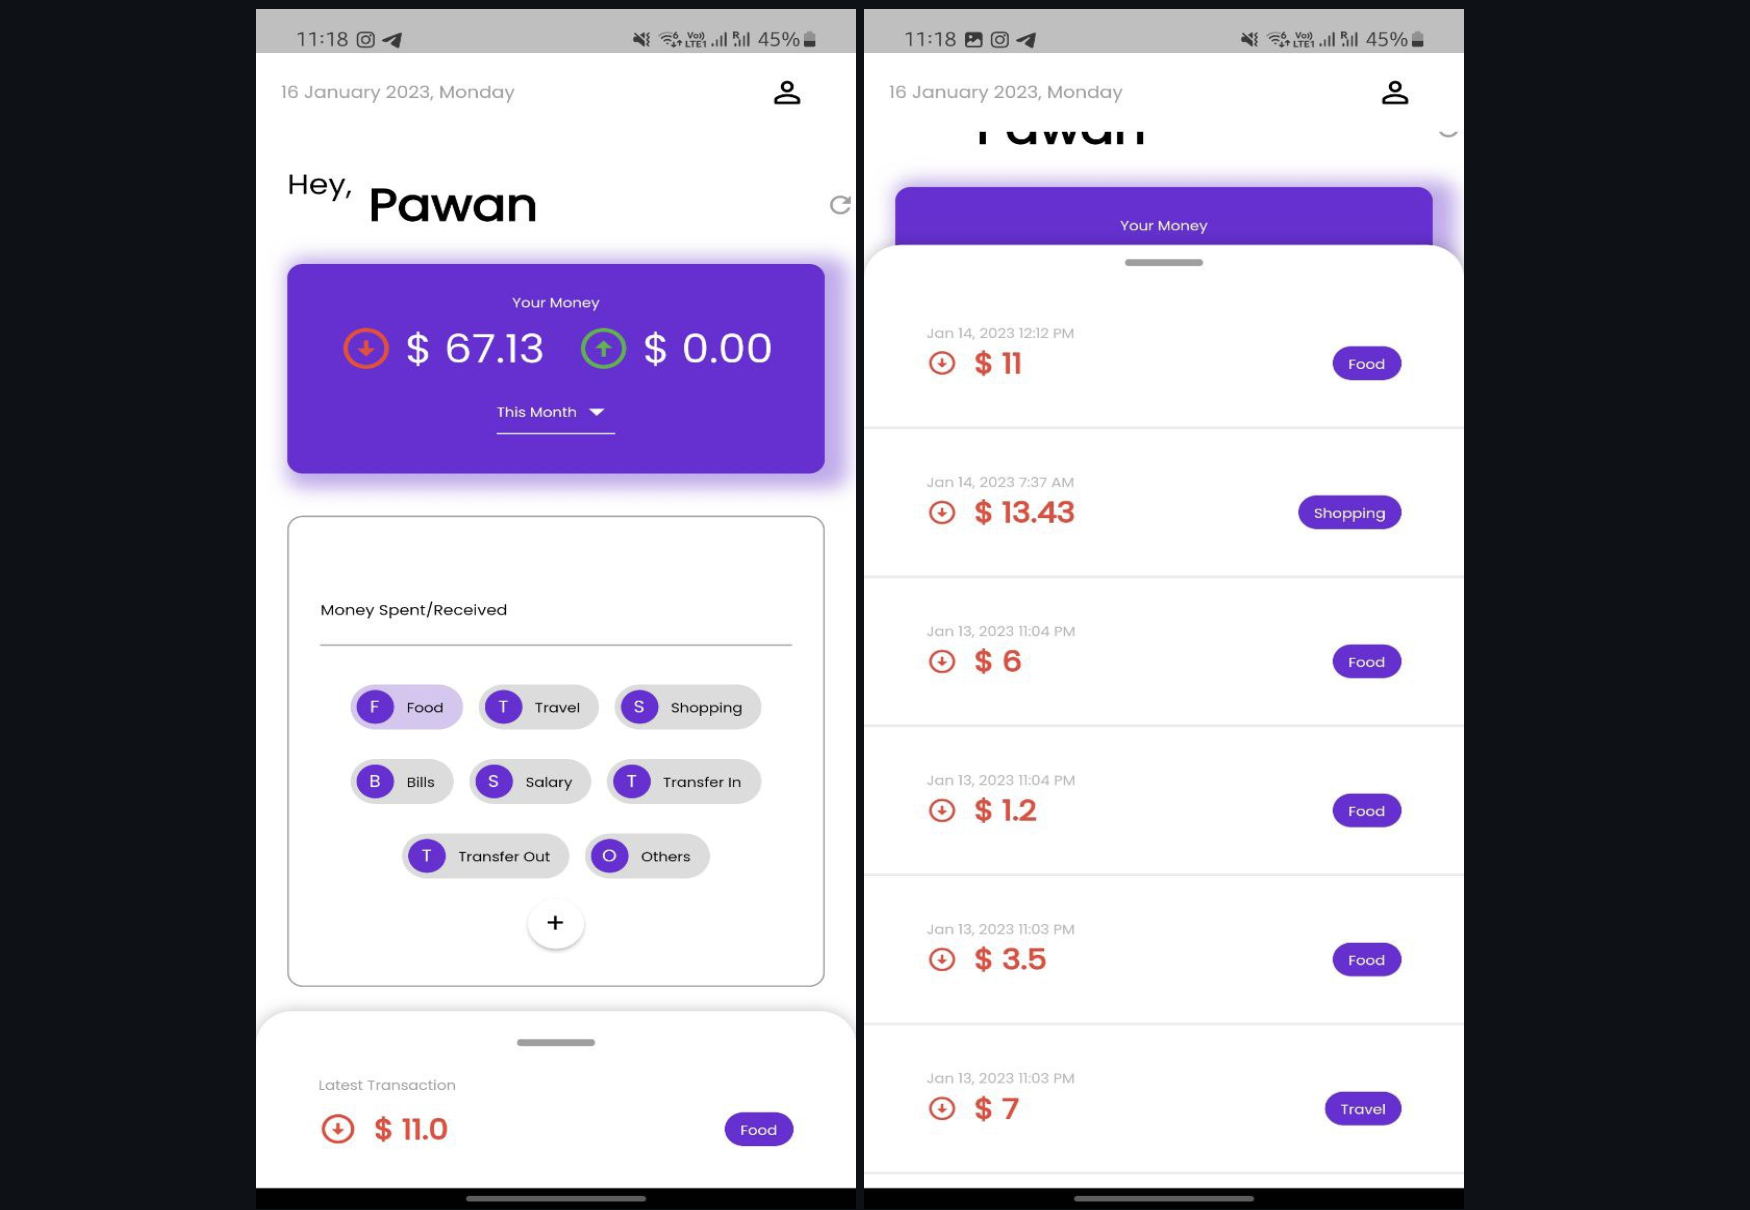 11:18 45%
16 January 2023, Monday
Hey, Pawan
Your Money
$ 67.13 $ 0.00
This Month
Money Spent/Received
F Food T Travel S Shopping
B Bills S Salary T Transfer In
T Transfer Out O Others
+
Latest Transaction
$ 11.0 Food
11:18 45%
16 January 2023, Monday
Pawan
Your Money
Jan 14, 2023 12:12 PM
$ 11 Food
Jan 14, 2023 7:37 AM
$ 13.43 Shopping
Jan 13, 2023 11:04 PM
$ 6 Food
Jan 13, 2023 11:04 PM
$ 1.2 Food
Jan 13, 2023 11:03 PM
$ 3.5 Food
Jan 13, 2023 11:03 PM
$ 7 Travel